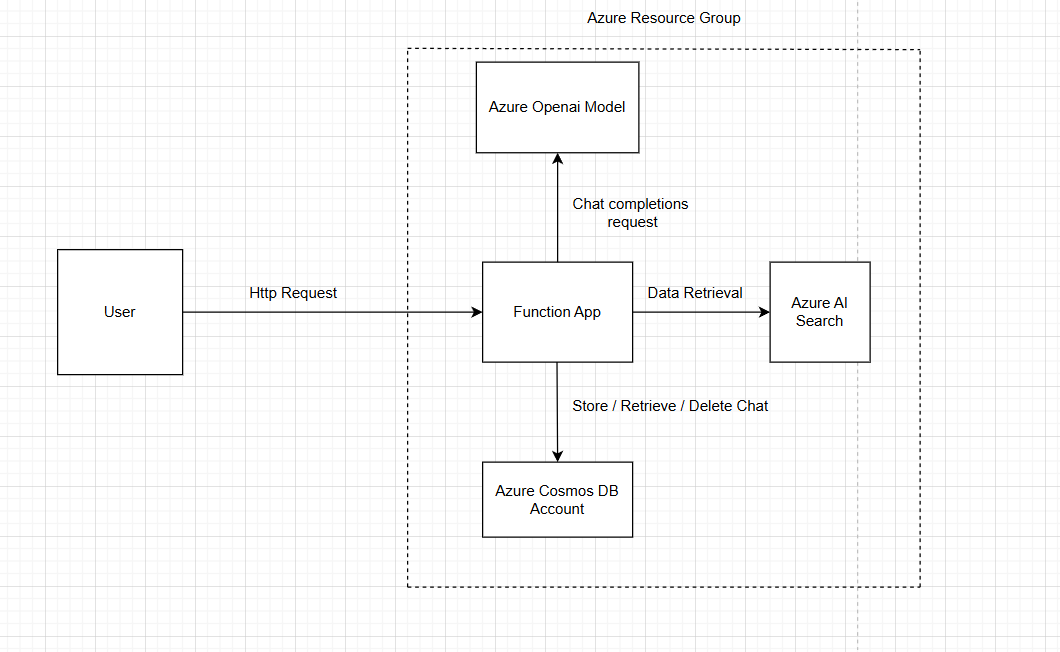 Azure Resource Group
Azure Openai Model
Chat completions
request
User
Http Request
Function App
Data Retrieval
Azure AI
Search
Store / Retrieve / Delete Chat
Azure Cosmos DB
Account